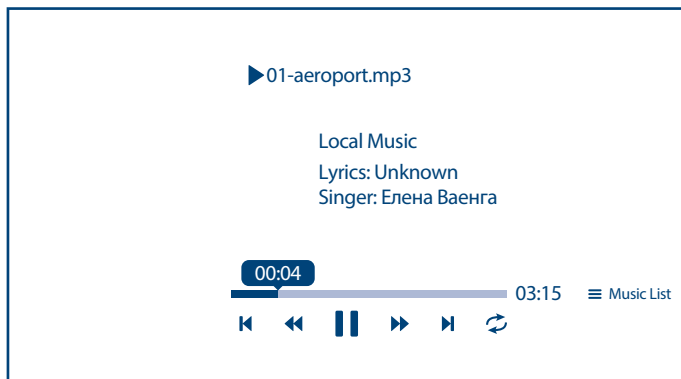 01-aeroport.mp3
Local Music
Lyrics: Unknown
Singer: Елена Ваенга
00:04
03:15
Music List